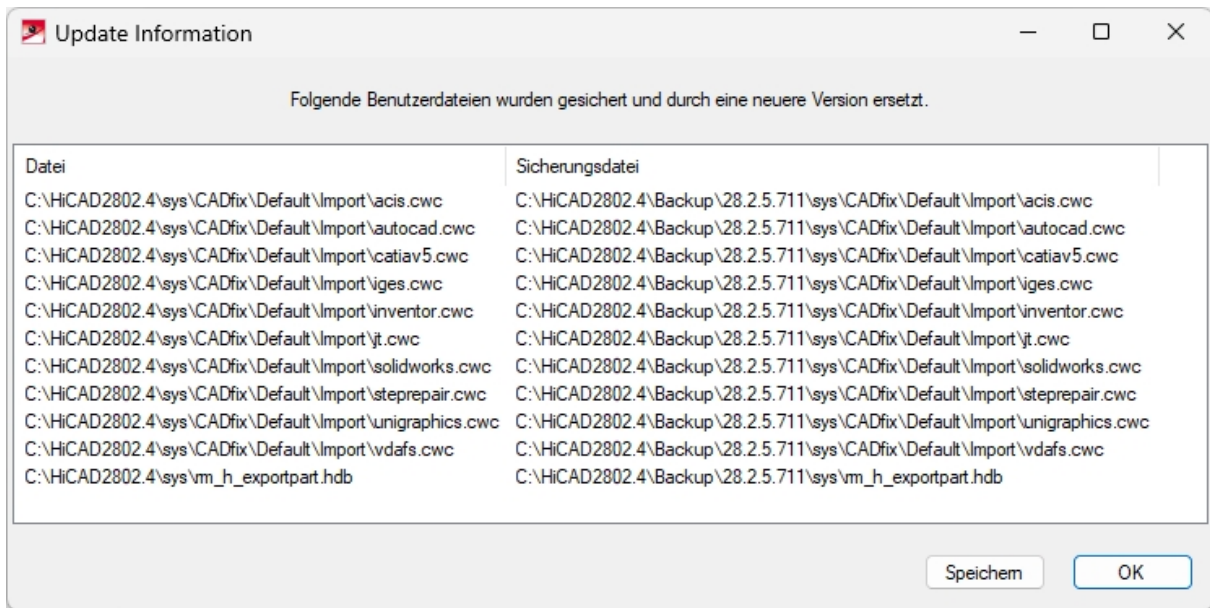 Update Information
Folgende Benutzerdateien wurden gesichert und durch eine neuere Version ersetzt.
Datei Sicherungsdatei
C:\HiCAD2802.4\sys\CADfix\Default\Import\acis.cwc C:\HiCAD2802.4\Backup\28.2.5.711\sys\CADfix\Default\Import\acis.cwc
C:\HiCAD2802.4\sys\CADfix\Default\Import\autocad.cwc C:\HiCAD2802.4\Backup\28.2.5.711\sys\CADfix\Default\Import\autocad.cwc
C:\HiCAD2802.4\sys\CADfix\Default\Import\catiav5.cwc C:\HiCAD2802.4\Backup\28.2.5.711\sys\CADfix\Default\Import\catiav5.cwc
C:\HiCAD2802.4\sys\CADfix\Default\Import\iges.cwc C:\HiCAD2802.4\Backup\28.2.5.711\sys\CADfix\Default\Import\iges.cwc
C:\HiCAD2802.4\sys\CADfix\Default\Import\inventor.cwc C:\HiCAD2802.4\Backup\28.2.5.711\sys\CADfix\Default\Import\inventor.cwc
C:\HiCAD2802.4\sys\CADfix\Default\Import\jt.cwc C:\HiCAD2802.4\Backup\28.2.5.711\sys\CADfix\Default\Import\jt.cwc
C:\HiCAD2802.4\sys\CADfix\Default\Import\solidworks.cwc C:\HiCAD2802.4\Backup\28.2.5.711\sys\CADfix\Default\Import\solidworks.cwc
C:\HiCAD2802.4\sys\CADfix\Default\Import\steprepair.cwc C:\HiCAD2802.4\Backup\28.2.5.711\sys\CADfix\Default\Import\steprepair.cwc
C:\HiCAD2802.4\sys\CADfix\Default\Import\unigraphics.cwc C:\HiCAD2802.4\Backup\28.2.5.711\sys\CADfix\Default\Import\unigraphics.cwc
C:\HiCAD2802.4\sys\CADfix\Default\Import\vdafs.cwc C:\HiCAD2802.4\Backup\28.2.5.711\sys\CADfix\Default\Import\vdafs.cwc
C:\HiCAD2802.4\sys\rm_h_exportpart.hdb C:\HiCAD2802.4\Backup\28.2.5.711\sys\rm_h_exportpart.hdb
Speichern OK